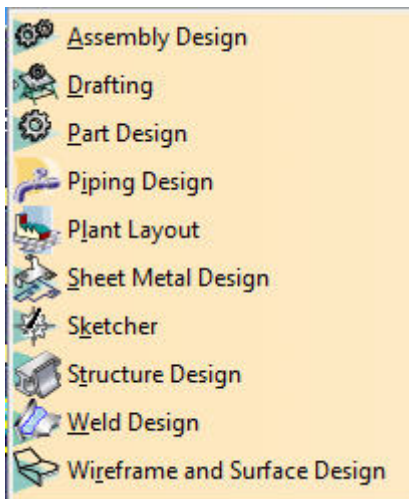 Assembly Design
Drafting
Part Design
Piping Design
Plant Layout
Sheet Metal Design
Sketcher
Structure Design
Weld Design
Wireframe and Surface Design